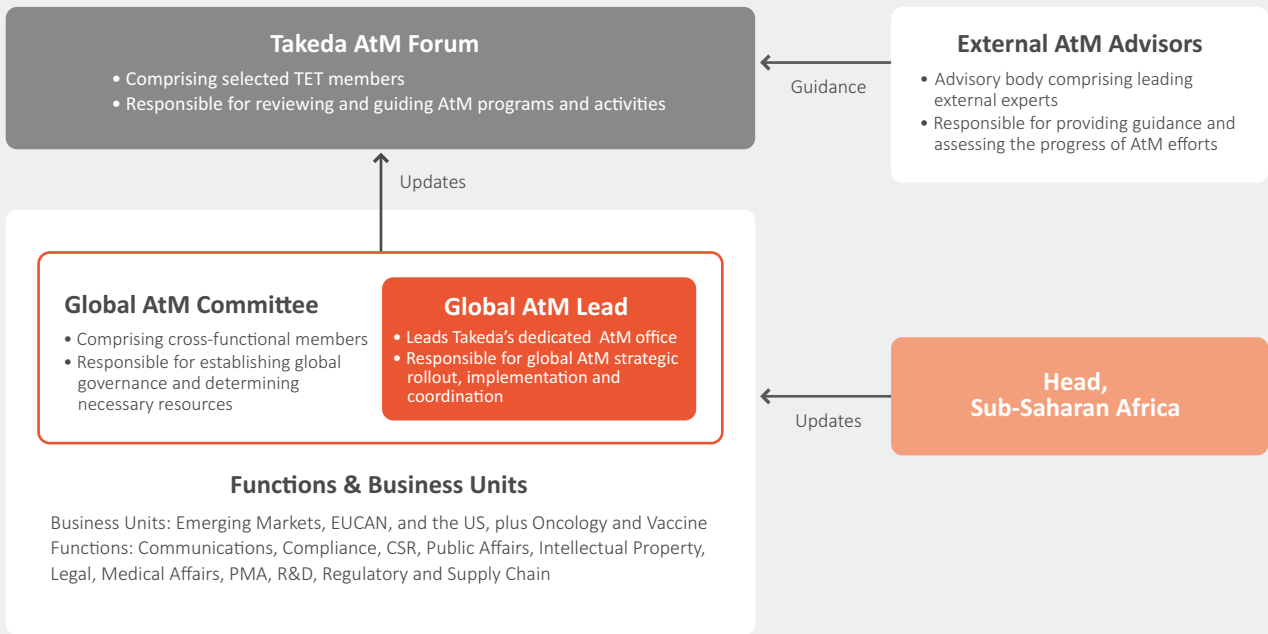 Takeda AtM Forum
• Comprising selected TET members
• Responsible for reviewing and guiding AtM programs and activities
Guidance
External AtM Advisors
• Advisory body comprising leading
external experts
• Responsible for providing guidance and
assessing the progress of AtM efforts
Updates
Global AtM Committee
• Comprising cross-functional members
• Responsible for establishing global
governance and determining
necessary resources
Global AtM Lead
• Leads Takeda's dedicated AtM office
• Responsible for global AtM strategic
rollout, implementation and
coordination
Updates
Head,
Sub-Saharan Africa
Functions & Business Units
Business Units: Emerging Markets, EUCAN, and the US, plus Oncology and Vaccine
Functions: Communications, Compliance, CSR, Public Affairs, Intellectual Property,
Legal, Medical Affairs, PMA, R&D, Regulatory and Supply Chain